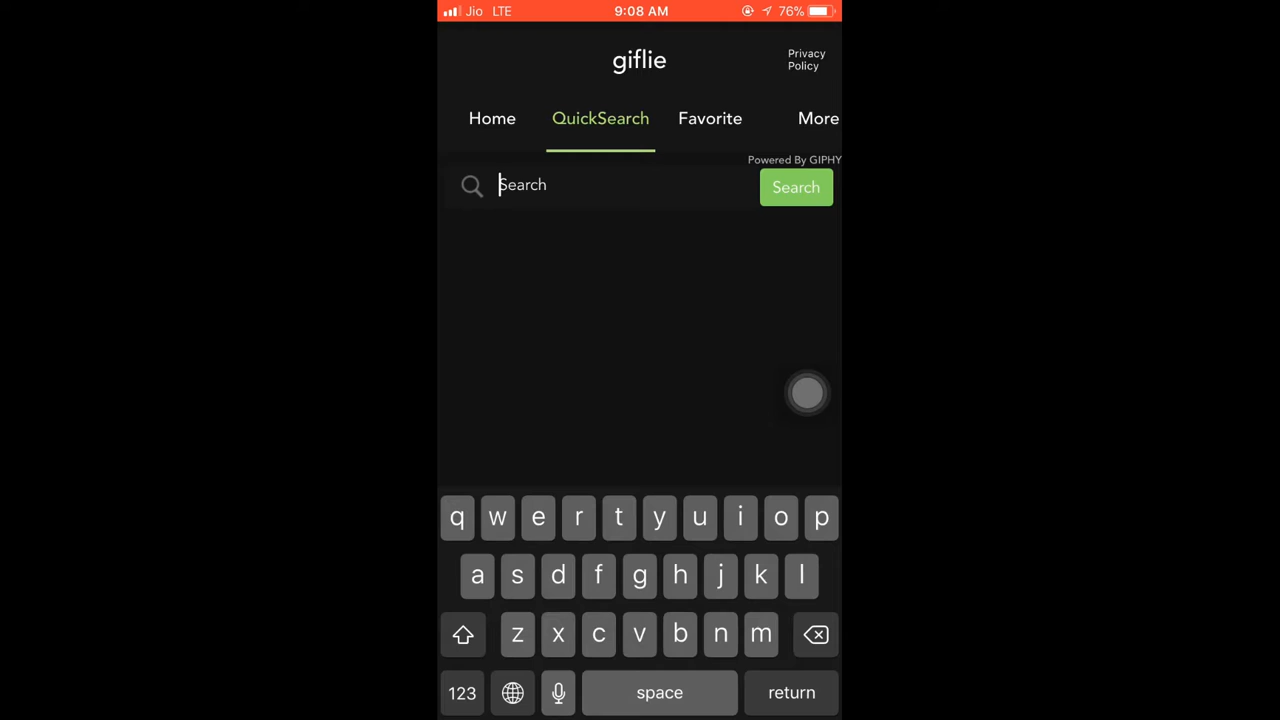 Jio LTE 9:08 AM 76%
giflie
Privacy
Policy
Home QuickSearch Favorite More
Powered By GIPHY
Search Search
q w e r t y u i o p
a s d f g h j k l
z x c v b n m
123 space return